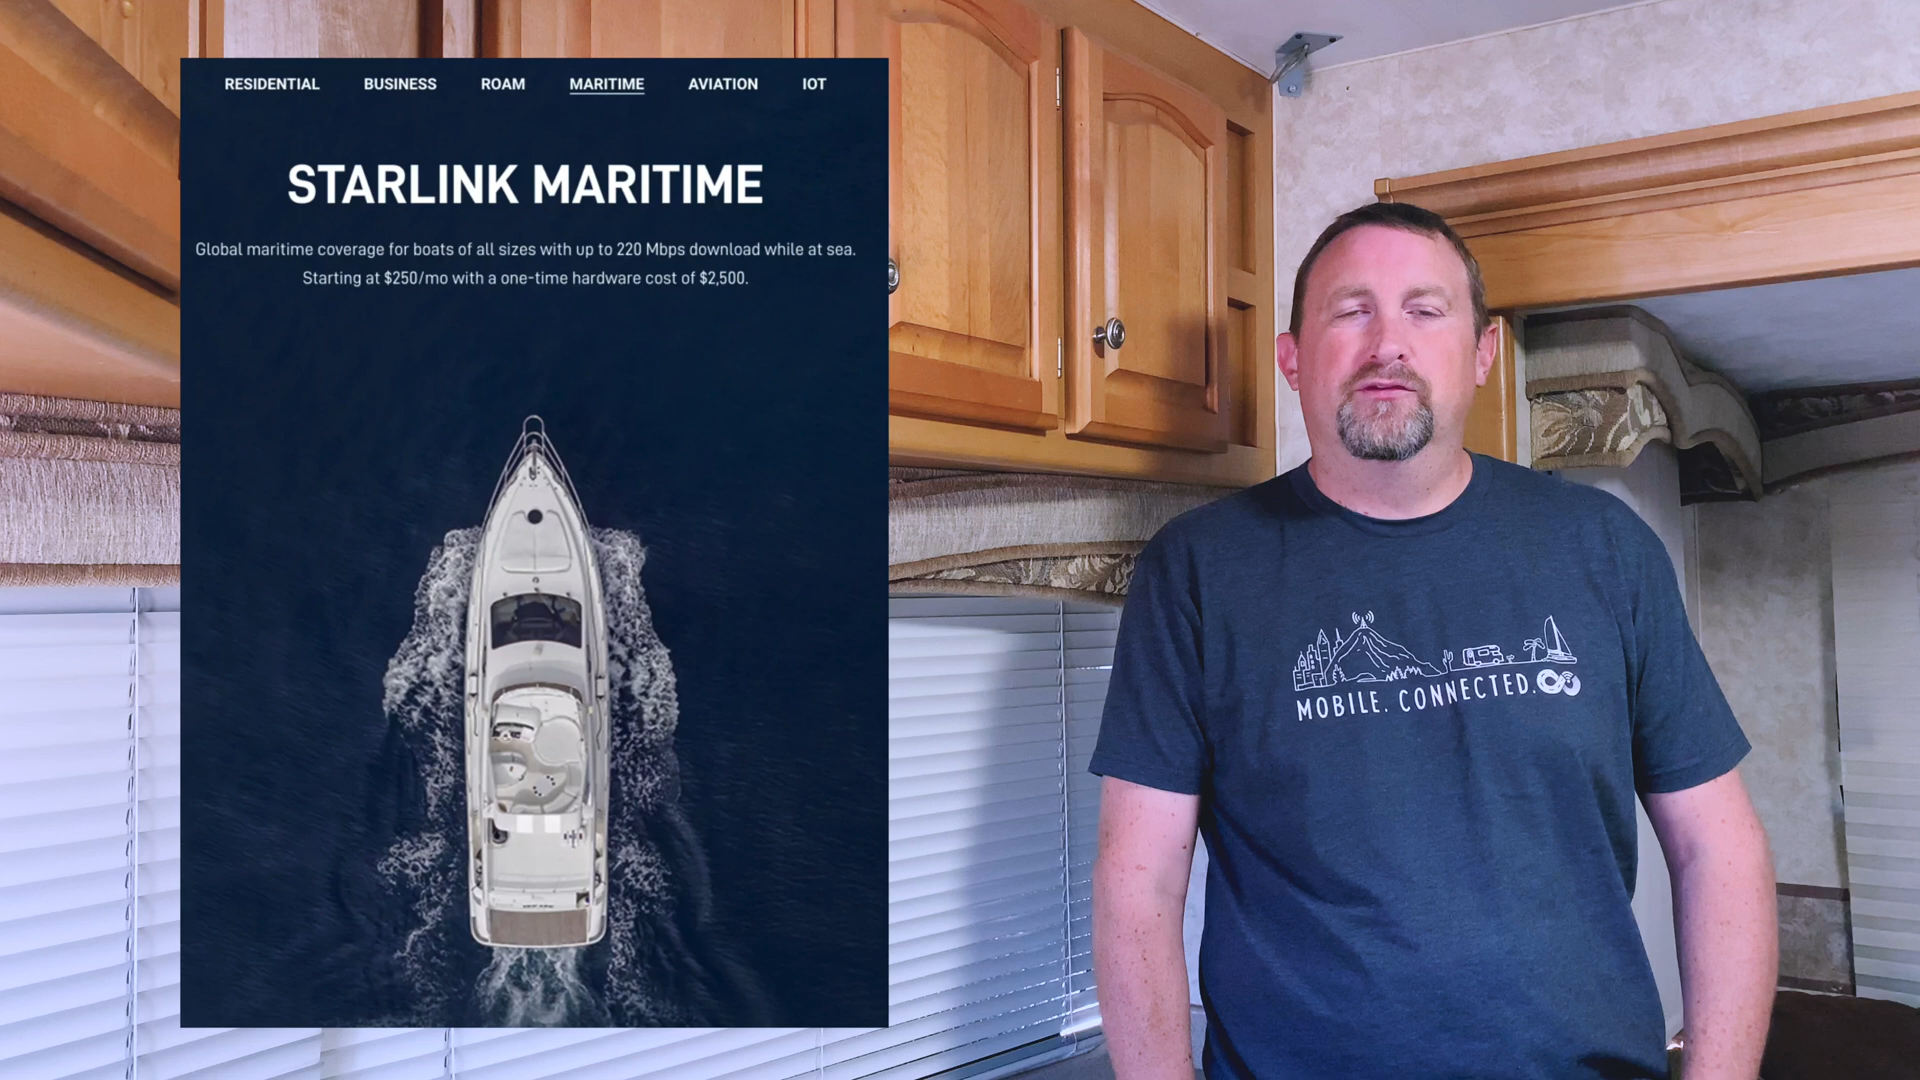 RESIDENTIAL BUSINESS ROAM MARITIME AVIATION IOT
STARLINK MARITIME
Global maritime coverage for boats of all sizes with up to 220 Mbps download while at sea.
Starting at $250/mo with a one-time hardware cost of $2,500.
MOBILE. CONNECTED.